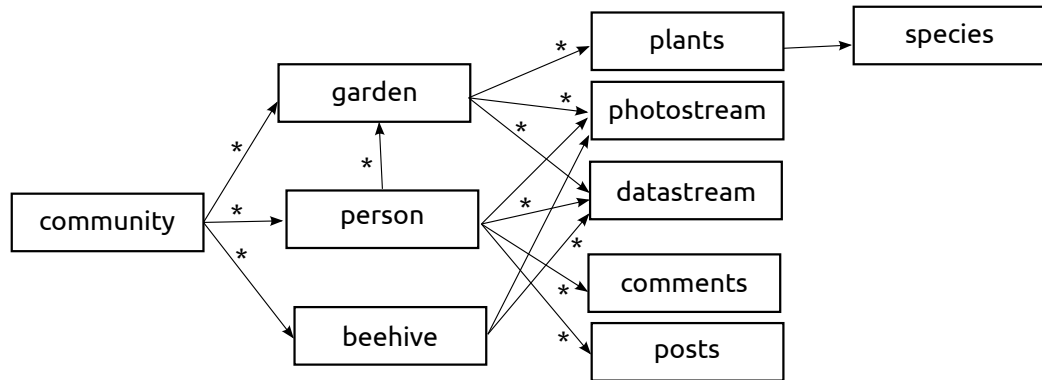 plants
species
garden
photostream
person
datastream
community
comments
beehive
posts
*
*
*
*
*
*
*
*
*
*
*